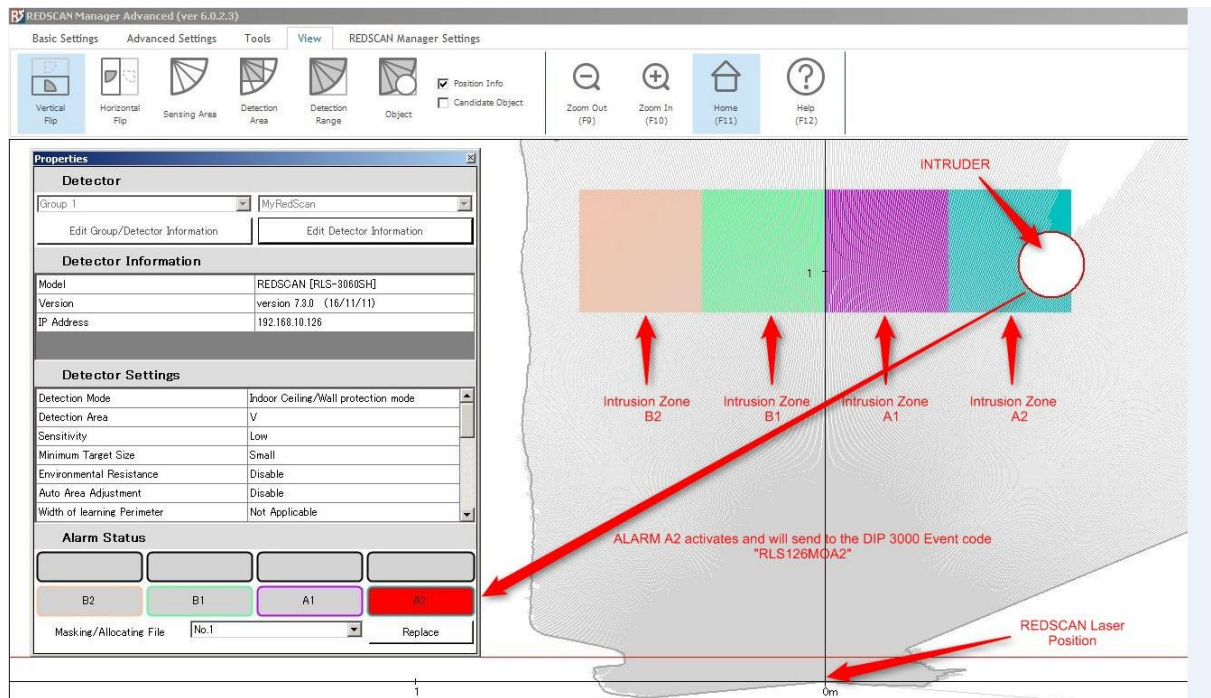 REDSCAN Manager Advanced (ver 6.0.2.3)
Basic Settings Advanced Settings Tools View REDSCAN Manager Settings
Vertical Flip
Horizontal Flip
Sensing Area
Detection Area
Detection Range
Object
Position Info
Candidate Object
Zoom Out (F9)
Zoom In (F10)
Home (F11)
Help (F12)
Properties
Detector
Group 1 MyRedScan
Edit Group/Detector Information Edit Detector Information
Detector Information
Model REDSCAN [RLS-3060SH]
Version version 7.3.0 (16/11/11)
IP Address 192.168.10.126
Detector Settings
Detection Mode Indoor Ceiling/Wall protection mode
Detection Area V
Sensitivity Low
Minimum Target Size Small
Environmental Resistance Disable
Auto Area Adjustment Disable
Width of learning Perimeter Not Applicable
Alarm Status
B2 B1 A1 A2
Masking/Allocating File No.1 Replace
INTRUDER
1
Intrusion Zone B2
Intrusion Zone B1
Intrusion Zone A1
Intrusion Zone A2
ALARM A2 activates and will send to the DIP 3000 Event code
"RLS126MOA2"
REDSCAN Laser
Position
1 0m